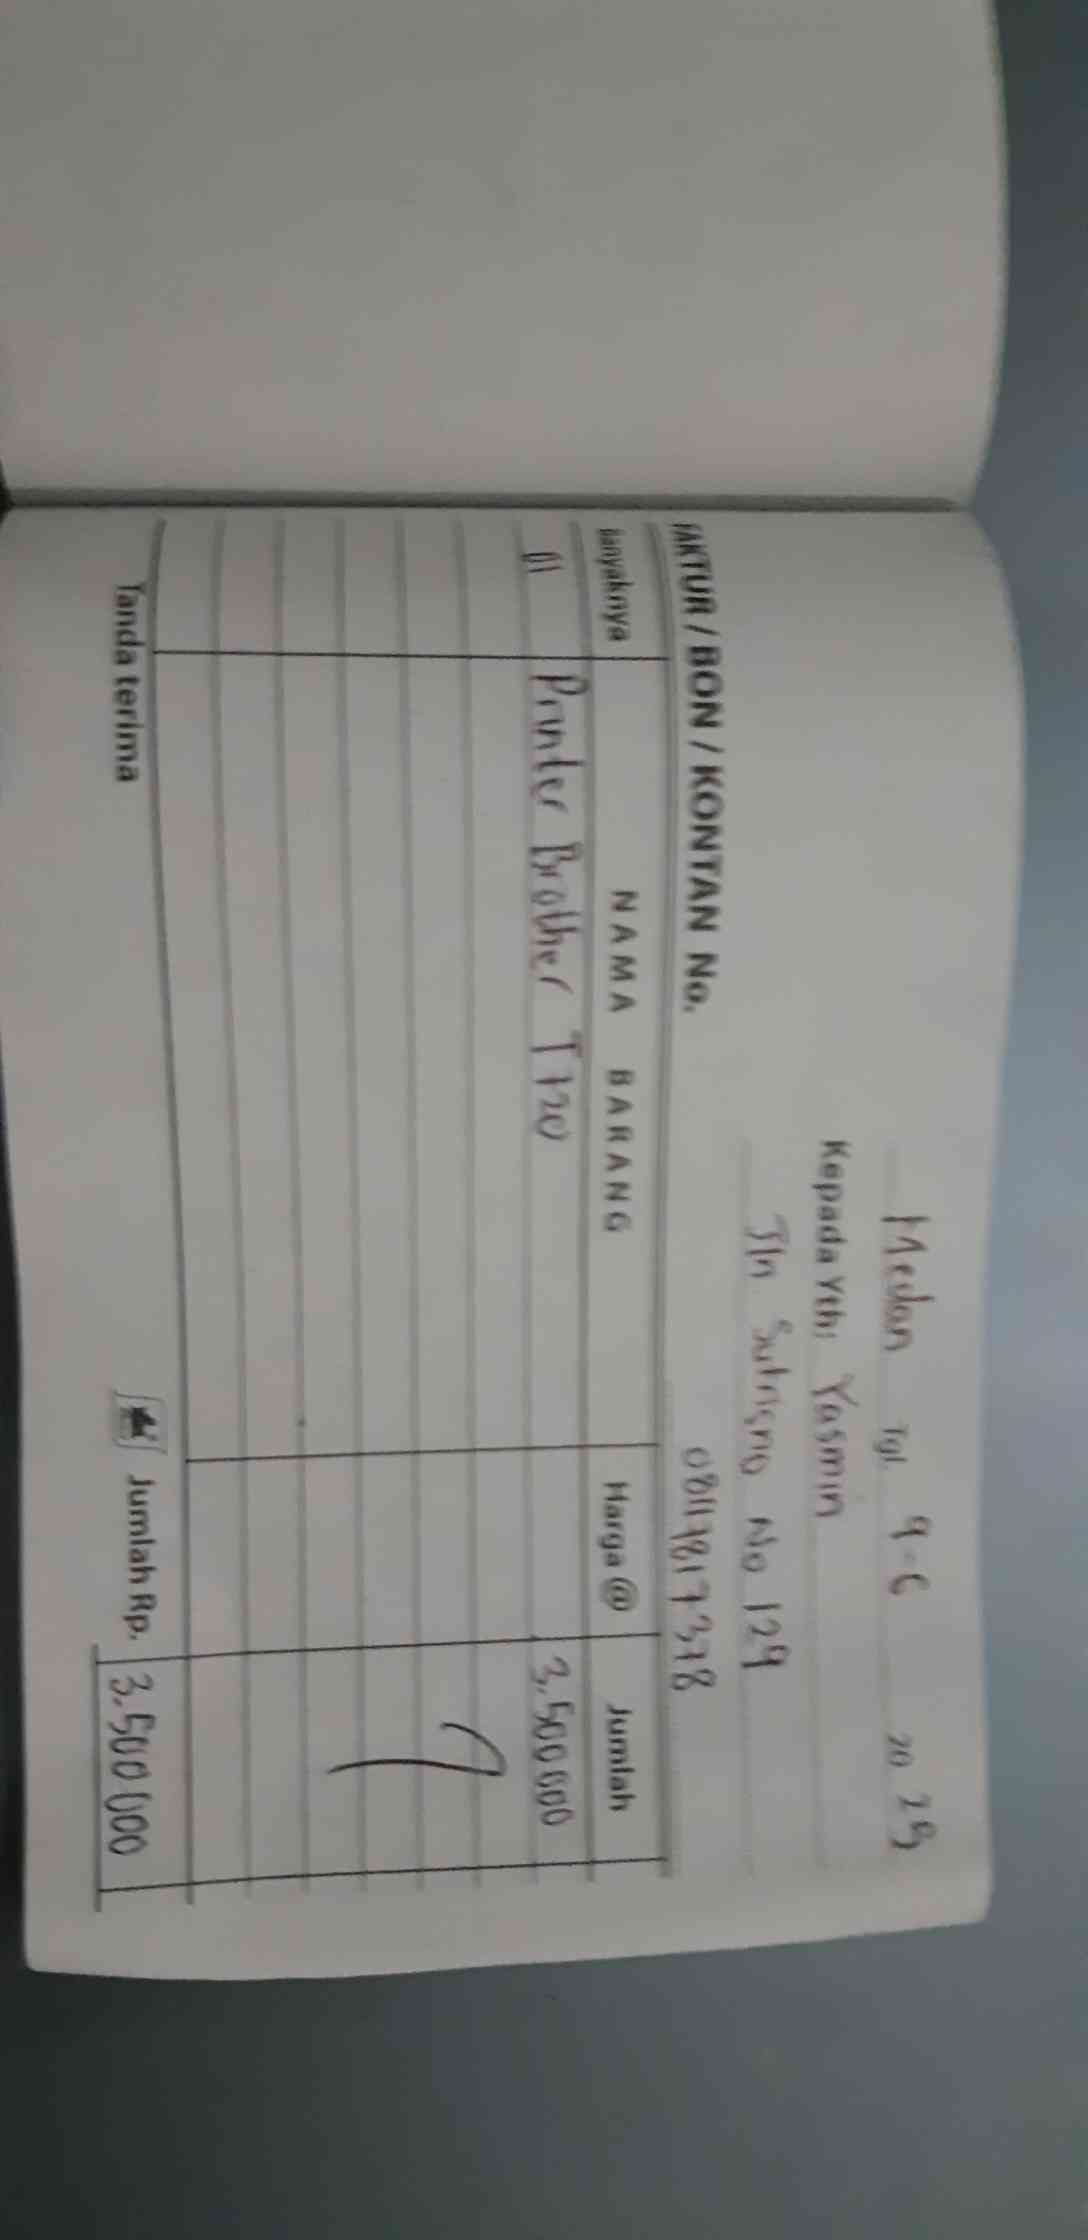 Medan Tgl. 9-6 20 25
Kepada Yth: Yasmin
Jln Sutrisno No 129
FAKTUR / BON / KONTAN No.
Banyaknya NAMA BARANG Harga @ Jumlah
01 Printer Brother T720 3.500 000
Tanda terima Jumlah Rp. 3.500 000